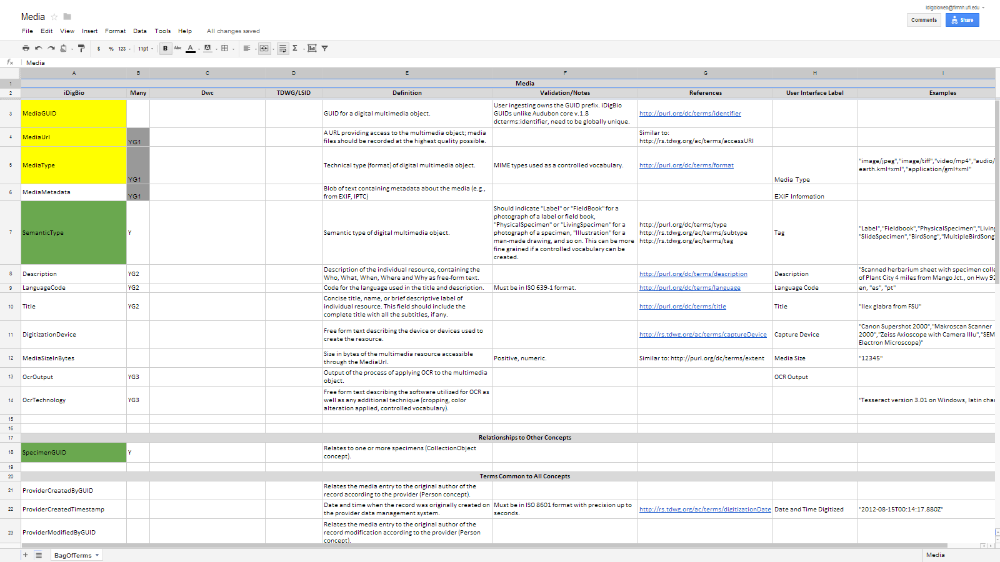 idigbioweb@flmnh.ufl.edu
Media
Comments
Share
File Edit View Insert Format Data Tools Help All changes saved
$ % 123 11pt B Abc A A Σ
fx Media
A B C D E F G H I
1 Media
2 iDigBio Many Dwc TDWG/LSID Definition Validation/Notes References User Interface Label Examples
3 MediaGUID GUID for a digital multimedia object. User ingesting owns the GUID prefix. iDigBio
GUIDs unlike Audubon core v.1.8
dcterms:identifier, need to be globally unique. http://purl.org/dc/terms/identifier
4 MediaUrl YG1 A URL providing access to the multimedia object; media
files should be recorded at the highest quality possible. Similar to:
http://rs.tdwg.org/ac/terms/accessURI
5 MediaType YG1 Technical type (format) of digital multimedia object. MIME types used as a controlled vocabulary. http://purl.org/dc/terms/format Media Type "image/jpeg","image/tiff","video/mp4","audio/
earth.kml+xml","application/gml+xml"
6 MediaMetadata YG1 Blob of text containing metadata about the media (e.g.,
from EXIF, IPTC) EXIF Information
7 SemanticType Y Semantic type of digital multimedia object. Should indicate "Label" or "FieldBook" for a
photograph of a label or field book,
"PhysicalSpecimen" or "LivingSpecimen" for a
photograph of a specimen, "Illustration" for a
man-made drawing, and so on. This can be more
fine grained if a controlled vocabulary can be
created. http://purl.org/dc/terms/type
http://rs.tdwg.org/ac/terms/subtype
http://rs.tdwg.org/ac/terms/tag Tag "Label","Fieldbook","PhysicalSpecimen","Living
"SlideSpecimen","BirdSong","MultipleBirdSong
8 Description YG2 Description of the individual resource, containing the
Who, What, When, Where and Why as free-form text. http://purl.org/dc/terms/description Description "Scanned herbarium sheet with specimen colle
of Plant City 4 miles from Mango Jct., on Hwy 92
9 LanguageCode YG2 Code for the language used in the title and description. Must be in ISO 639-1 format. http://purl.org/dc/terms/language Language Code en, "es", "pt"
10 Title YG2 Concise title, name, or brief descriptive label of
individual resource. This field should include the
complete title with all the subtitles, if any. http://purl.org/dc/terms/title Title "Ilex glabra from FSU"
11 DigitizationDevice Free form text describing the device or devices used to
create the resource. http://rs.tdwg.org/ac/terms/captureDevice Capture Device "Canon Supershot 2000","Makroscan Scanner
2000","Zeiss Axioscope with Camera IIIu","SEM
Electron Microscope)"
12 MediaSizeInBytes Size in bytes of the multimedia resource accessible
through the MediaUrl. Positive, numeric. Similar to: http://purl.org/dc/terms/extent Media Size "12345"
13 OcrOutput YG3 Output of the process of applying OCR to the multimedia
object. OCR Output
14 OcrTechnology YG3 Free form text describing the software utilized for OCR as
well as any additional technique (cropping, color
alteration applied, controlled vocabulary). "Tesseract version 3.01 on Windows, latin cha
15
16
17 Relationships to Other Concepts
18 SpecimenGUID Y Relates to one or more specimens (CollectionObject
concept).
19
20 Terms Common to All Concepts
21 ProviderCreatedByGUID Relates the media entry to the original author of the
record according to the provider (Person concept).
22 ProviderCreatedTimestamp Date and time when the record was originally created on
the provider data management system. Must be in ISO 8601 format with precision up to
seconds. http://rs.tdwg.org/ac/terms/digitizationDate Date and Time Digitized "2012-08-15T00:14:17.880Z"
23 ProviderModifiedByGUID Relates the media entry to the original author of the
record modification according to the provider (Person
concept).
+ BagOfTerms Media